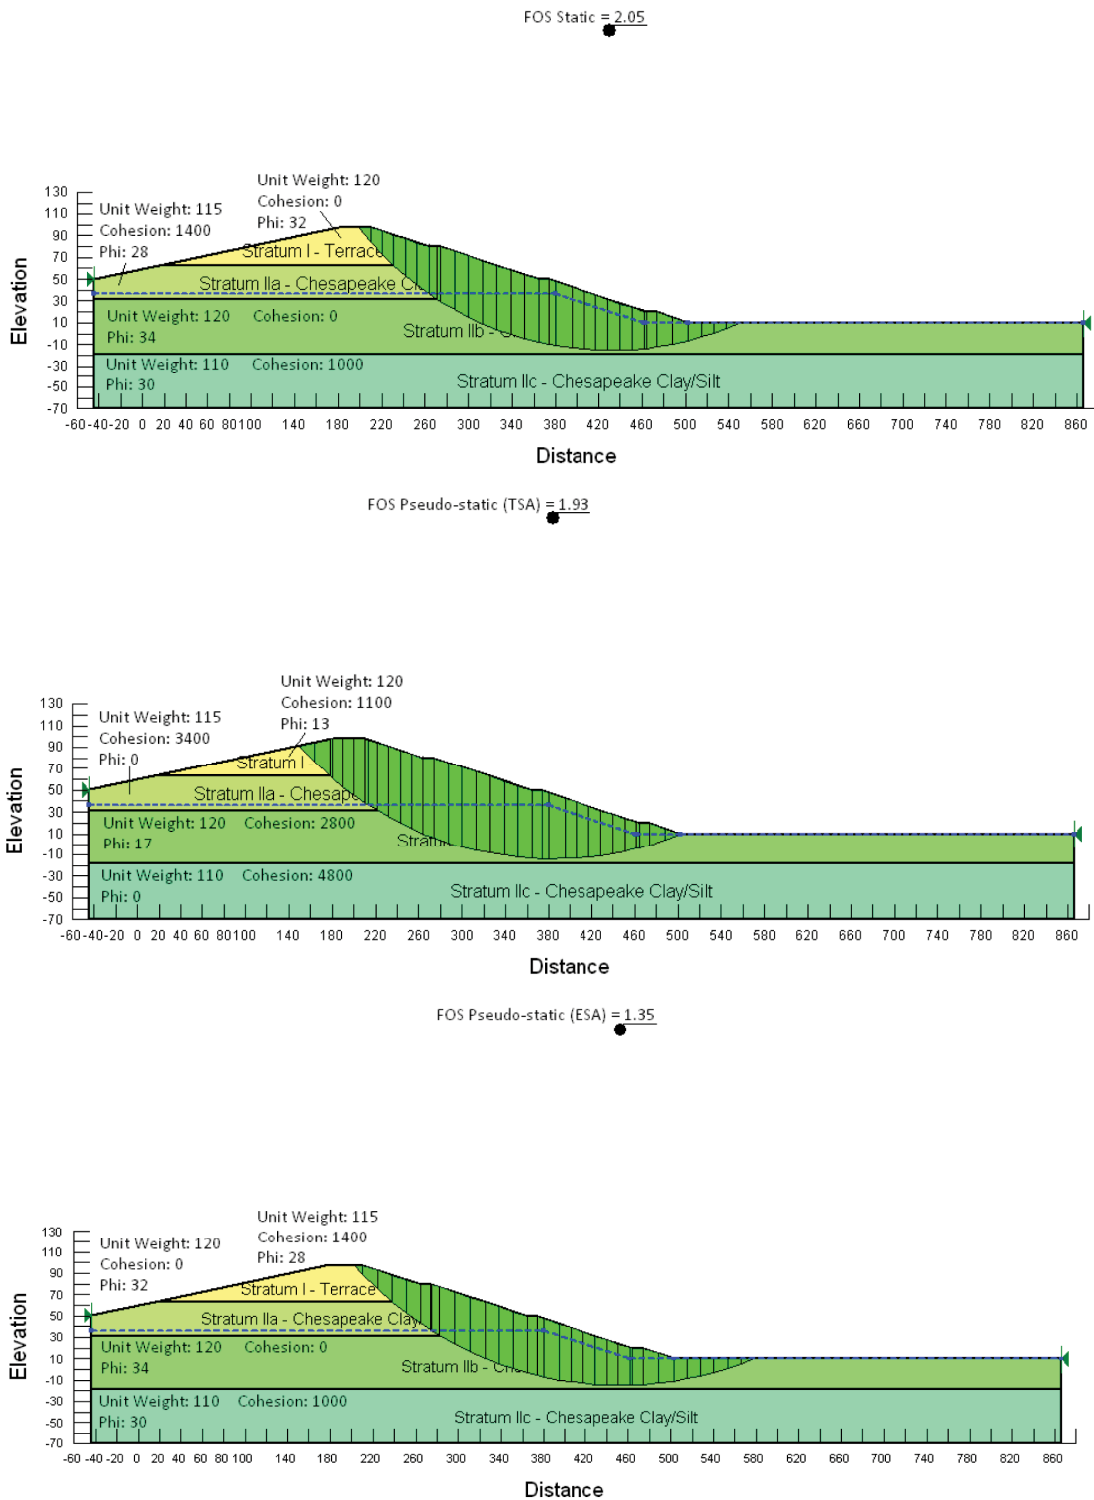 FOS Static = 2.05
Unit Weight: 120
Cohesion: 0
Phi: 32
Unit Weight: 115
Cohesion: 1400
Phi: 28
130
110
90
70
50
30
10
-10
-30
-50
-70
Elevation
Stratum I - Terrace
Stratum IIa - Chesapeake
Unit Weight: 120 Cohesion: 0
Phi: 34
Stratum IIb -
Unit Weight: 110 Cohesion: 1000
Phi: 30
Stratum IIc - Chesapeake Clay/Silt
-60 -40 -20 0 20 40 60 80 100 140 180 220 260 300 340 380 420 460 500 540 580 620 660 700 740 780 820 860
Distance
FOS Pseudo-static (TSA) = 1.93
Unit Weight: 120
Cohesion: 1100
Phi: 13
Unit Weight: 115
Cohesion: 3400
Phi: 0
130
110
90
70
50
30
10
-10
-30
-50
-70
Elevation
Stratum I
Stratum IIa - Chesap
Unit Weight: 120 Cohesion: 2800
Phi: 17
Unit Weight: 110 Cohesion: 4800
Phi: 0
Stratum IIc - Chesapeake Clay/Silt
-60 -40 -20 0 20 40 60 80 100 140 180 220 260 300 340 380 420 460 500 540 580 620 660 700 740 780 820 860
Distance
FOS Pseudo-static (ESA) = 1.35
Unit Weight: 115
Cohesion: 1400
Phi: 28
Unit Weight: 120
Cohesion: 0
Phi: 32
130
110
90
70
50
30
10
-10
-30
-50
-70
Elevation
Stratum I - Terrace
Stratum IIa - Chesapeake Clay
Unit Weight: 120 Cohesion: 0
Phi: 34
Stratum IIb -
Unit Weight: 110 Cohesion: 1000
Phi: 30
Stratum IIc - Chesapeake Clay/Silt
-60 -40 -20 0 20 40 60 80 100 140 180 220 260 300 340 380 420 460 500 540 580 620 660 700 740 780 820 860
Distance